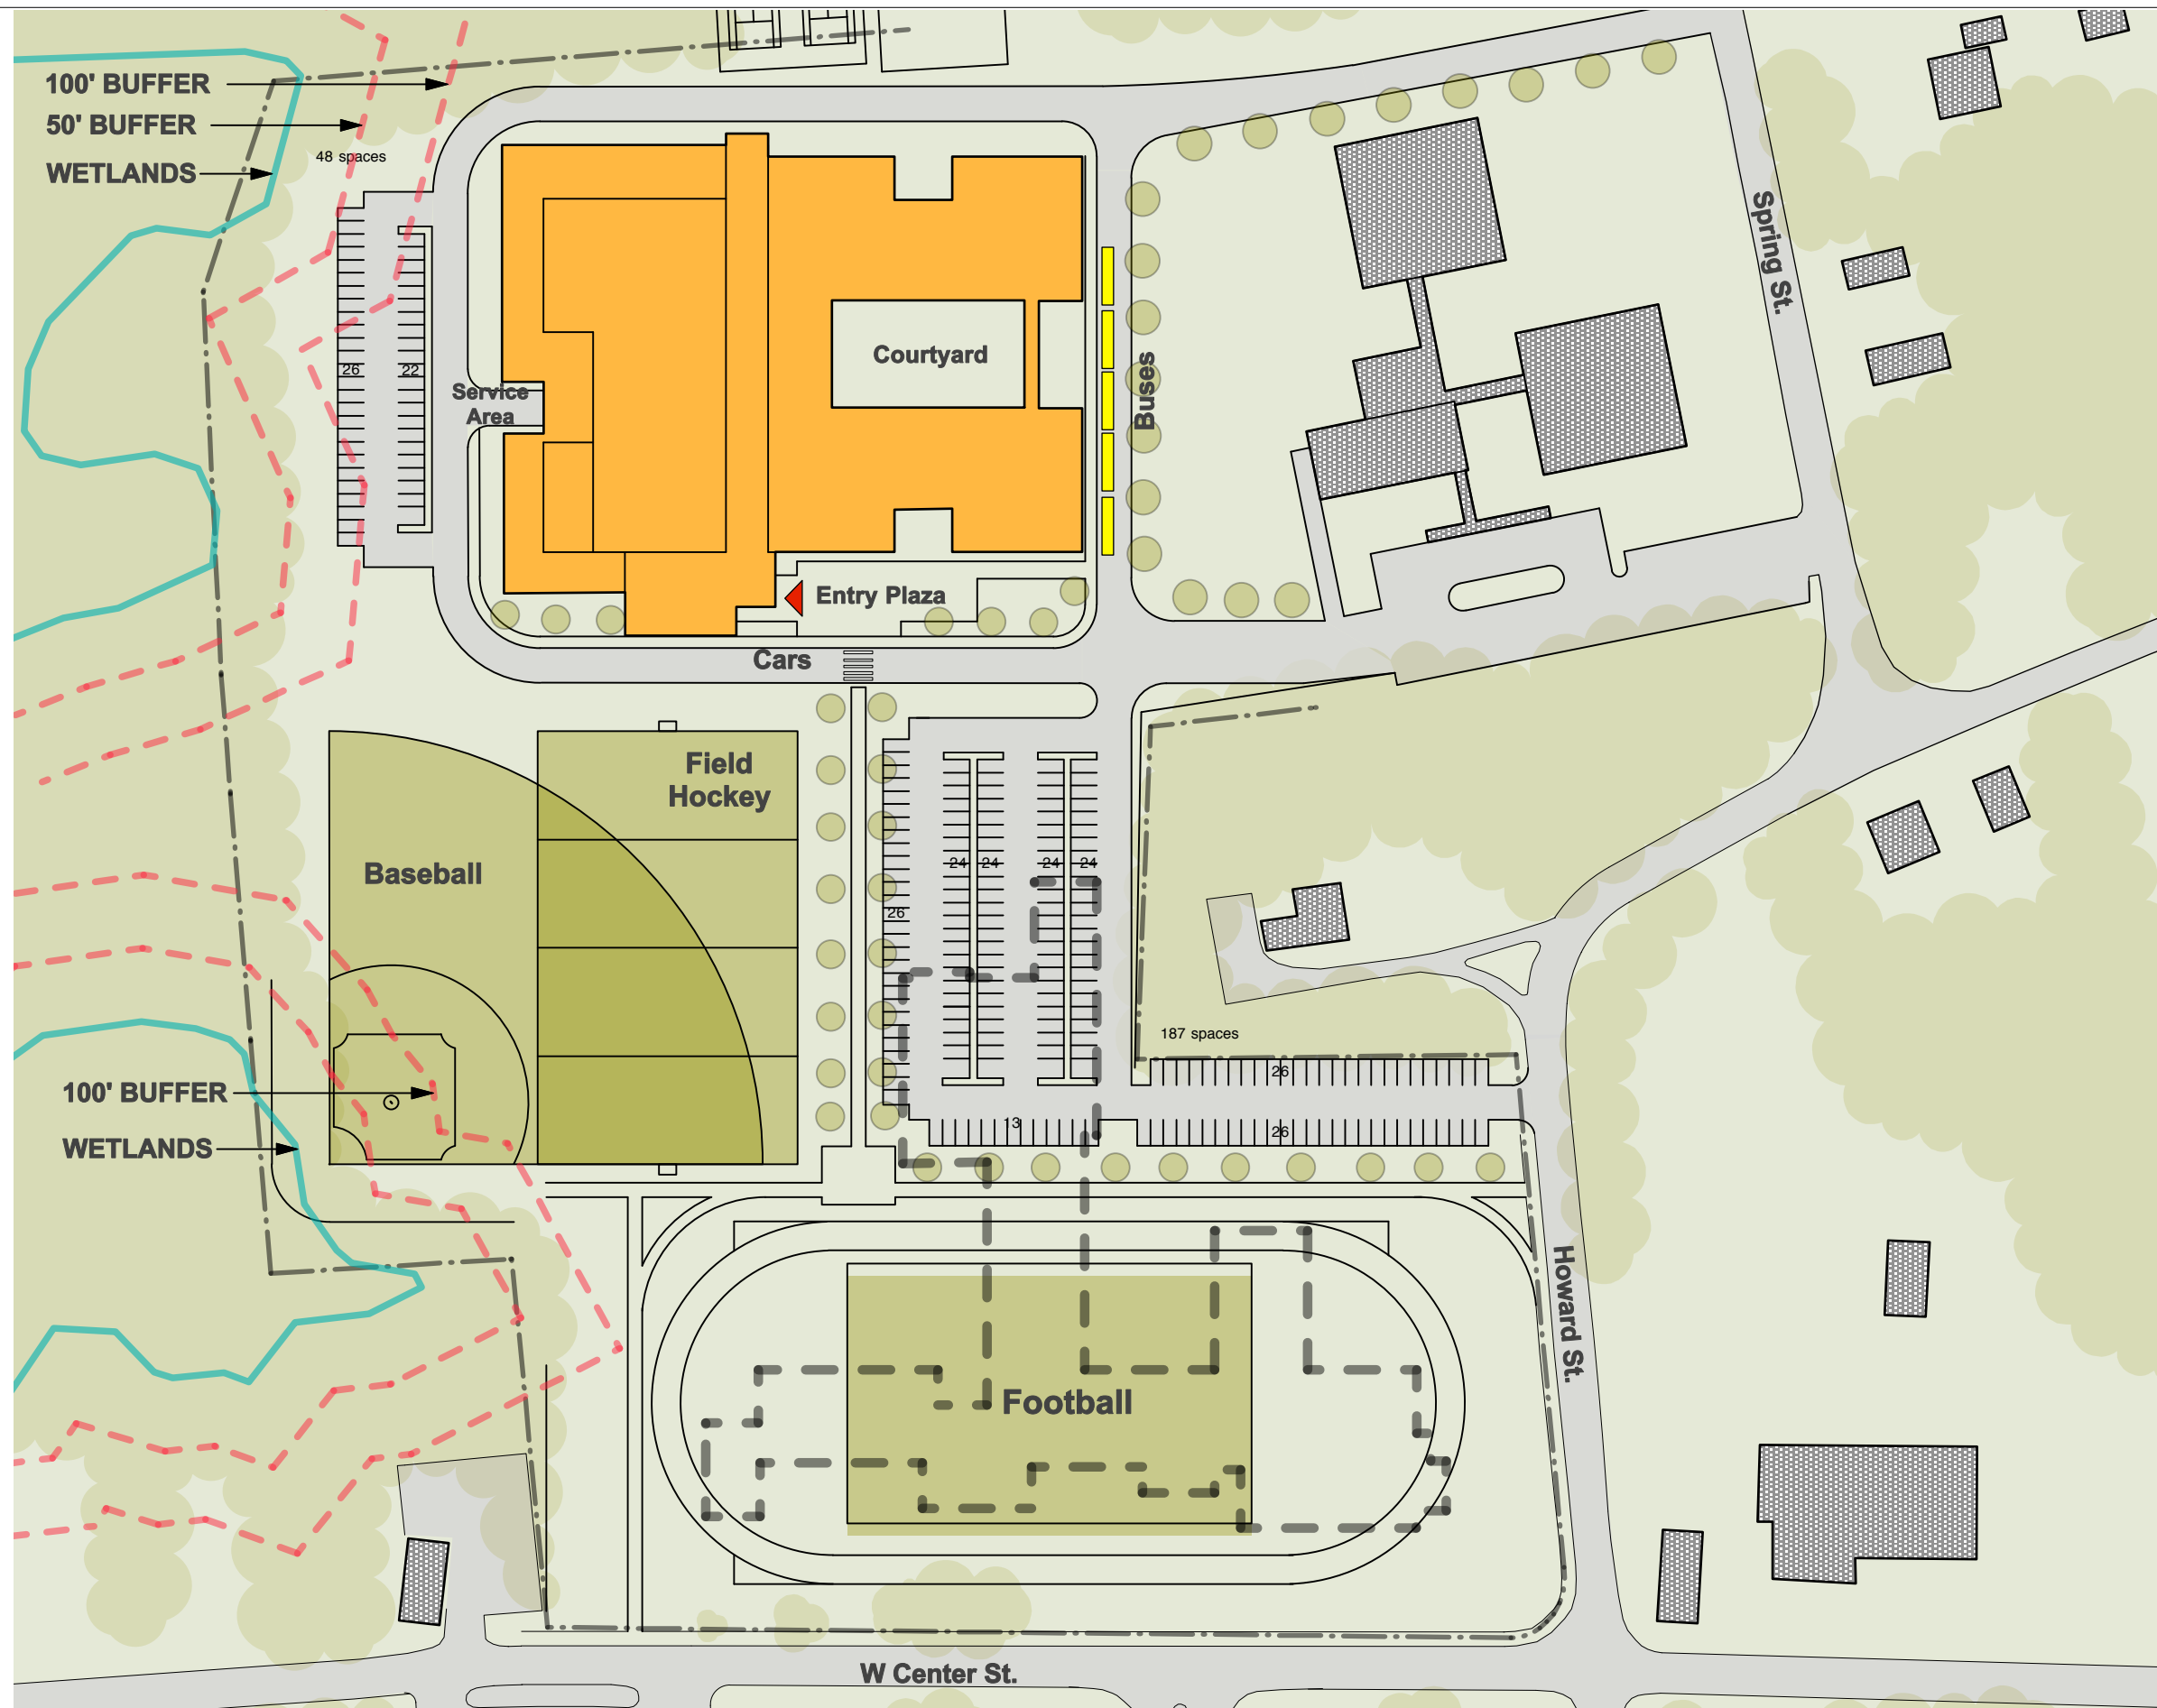 100' BUFFER
50' BUFFER
48 spaces
WETLANDS
Spring St.
Courtyard
26
22
Service
Area
Buses
Entry Plaza
Cars
Field
Hockey
Baseball
24
24
24
24
26
187 spaces
26
100' BUFFER
13
26
WETLANDS
Howard St.
Football
W Center St.